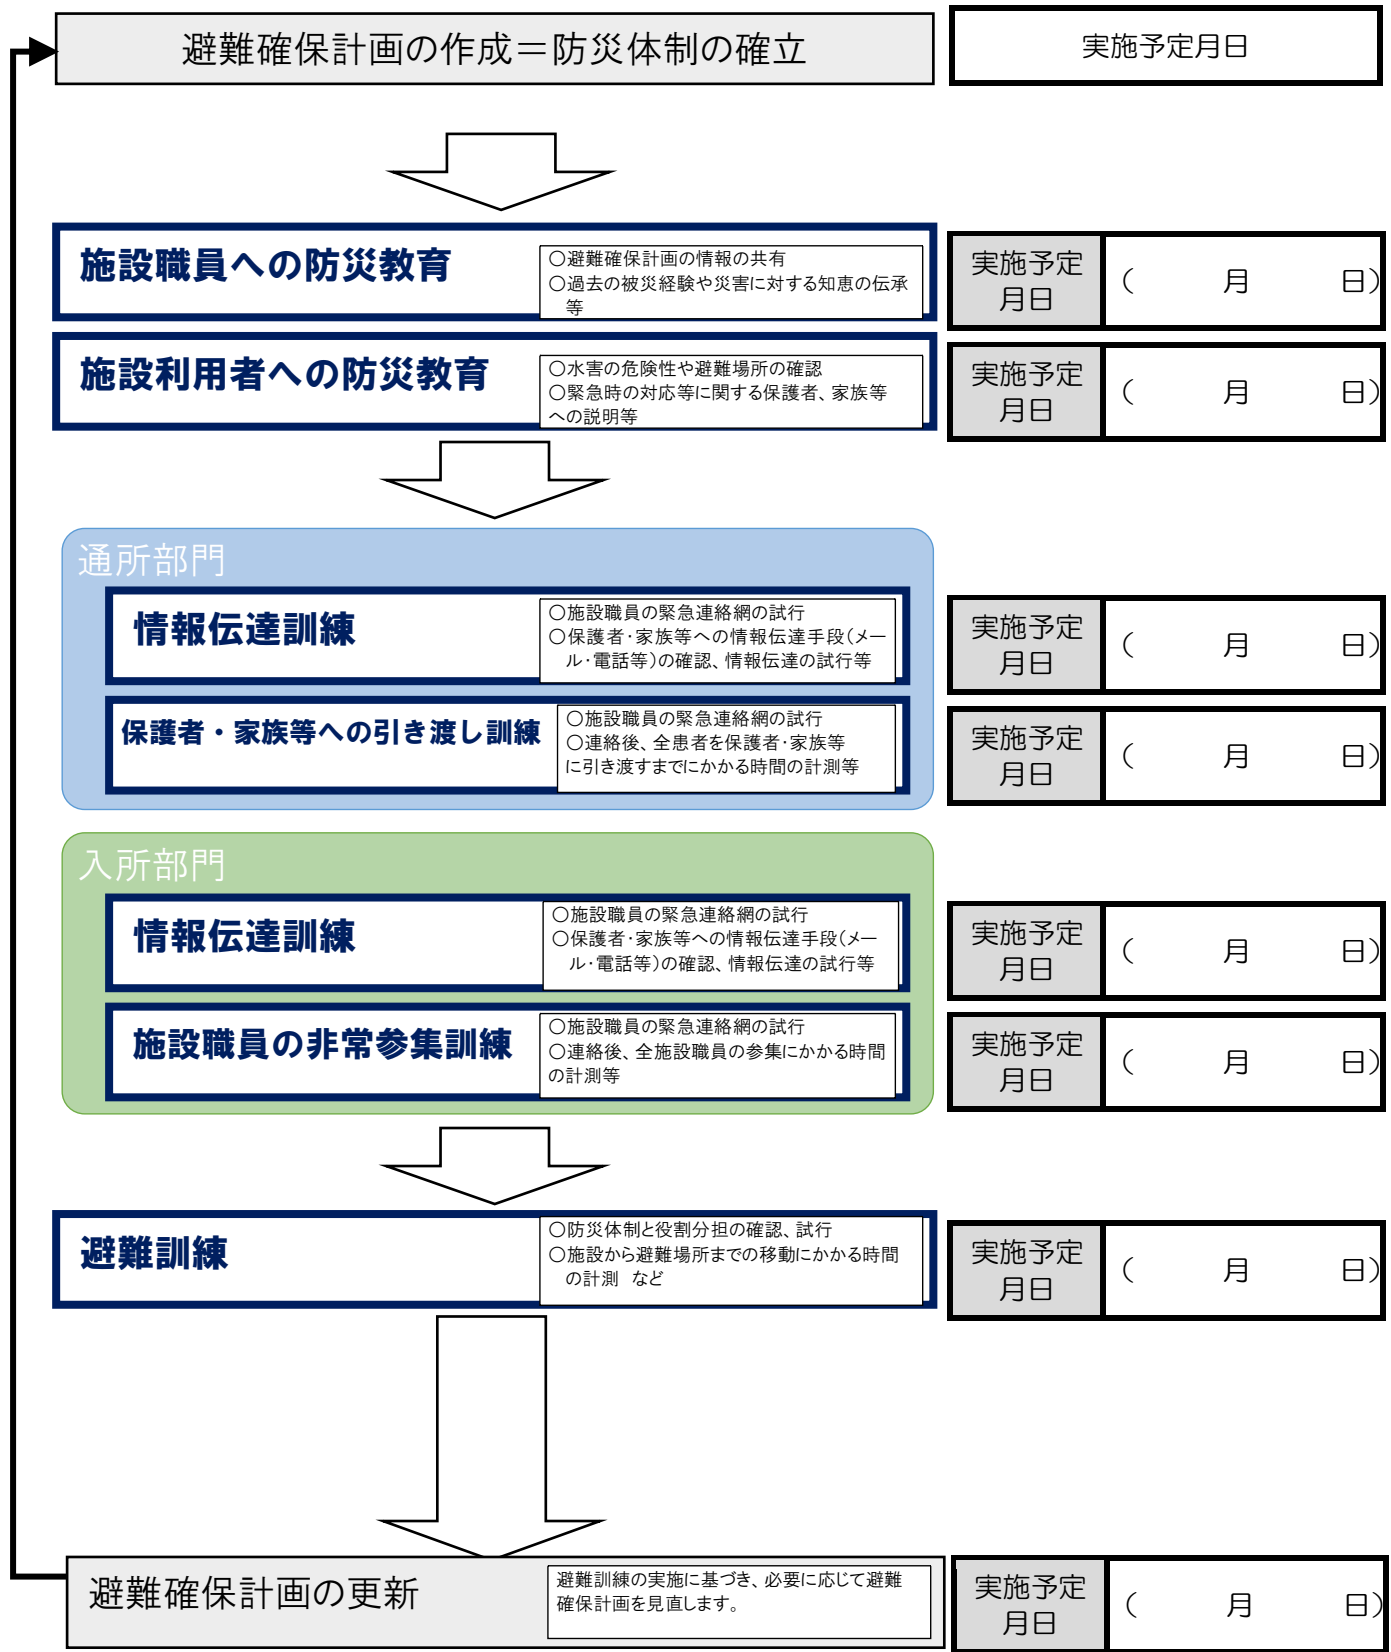 避難確保計画の作成＝防災体制の確立
実施予定月日
施設職員への防災教育
〇避難確保計画の情報の共有
〇過去の被災経験や災害に対する知恵の伝承
等
実施予定
月日
（　　　月　　　日）
施設利用者への防災教育
〇水害の危険性や避難場所の確認
〇緊急時の対応等に関する保護者、家族等
への説明等
実施予定
月日
（　　　月　　　日）
通所部門
情報伝達訓練
〇施設職員の緊急連絡網の試行
〇保護者・家族等への情報伝達手段（メー
ル・電話等）の確認、情報伝達の試行等
実施予定
月日
（　　　月　　　日）
保護者・家族等への引き渡し訓練
〇施設職員の緊急連絡網の試行
〇連絡後、全患者を保護者・家族等
に引き渡すまでにかかる時間の計測等
実施予定
月日
（　　　月　　　日）
入所部門
情報伝達訓練
〇施設職員の緊急連絡網の試行
〇保護者・家族等への情報伝達手段（メー
ル・電話等）の確認、情報伝達の試行等
実施予定
月日
（　　　月　　　日）
施設職員の非常参集訓練
〇施設職員の緊急連絡網の試行
〇連絡後、全施設職員の参集にかかる時間
の計測等
実施予定
月日
（　　　月　　　日）
避難訓練
〇防災体制と役割分担の確認、試行
〇施設から避難場所までの移動にかかる時間
の計測　など
実施予定
月日
（　　　月　　　日）
避難確保計画の更新
避難訓練の実施に基づき、必要に応じて避難
確保計画を見直します。
実施予定
月日
（　　　月　　　日）